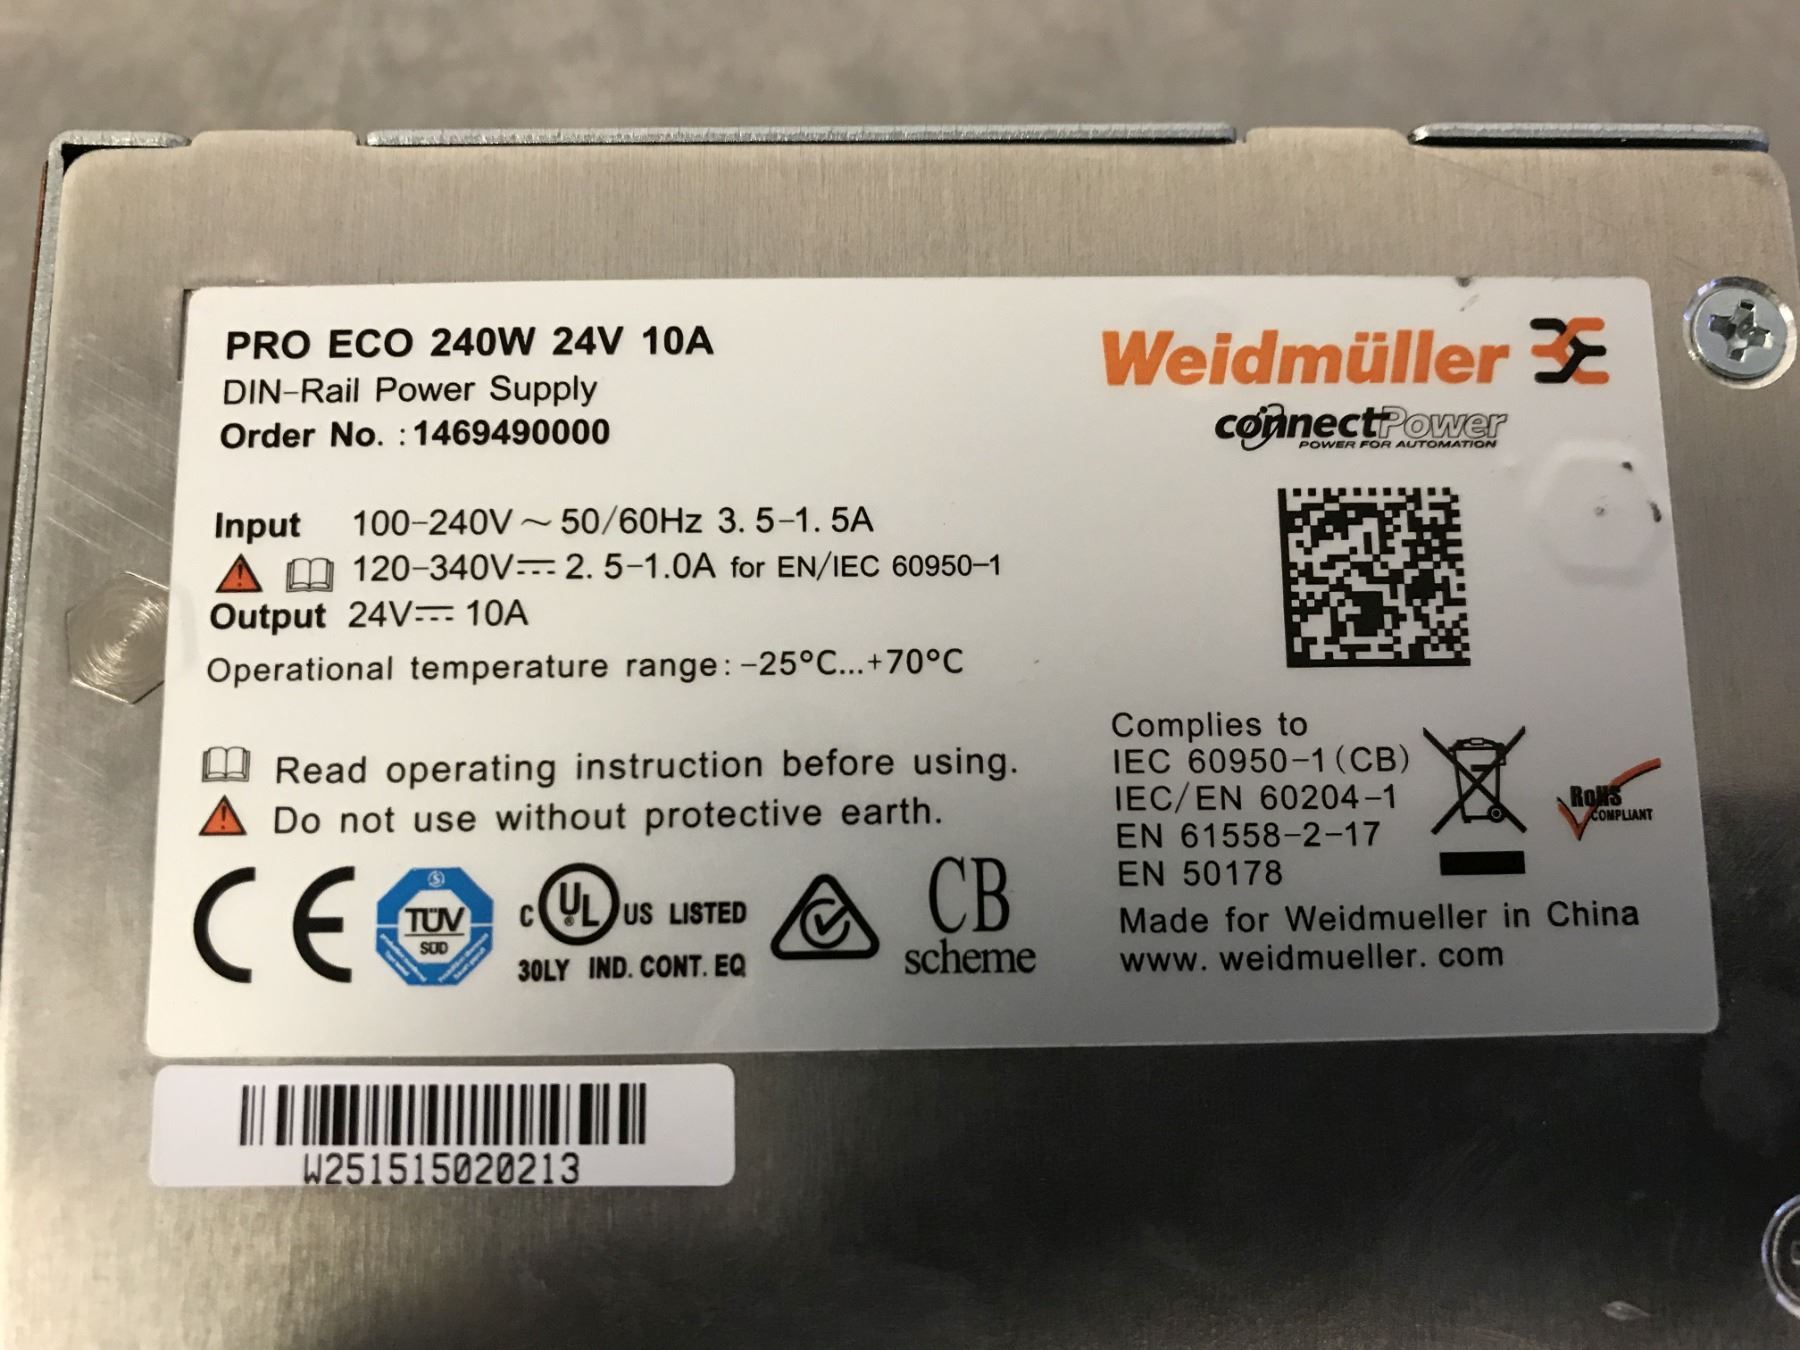 PRO ECO 240W 24V 10A
DIN-Rail Power Supply
Order No. : 1469490000
Weidmüller
connectPower
POWER FOR AUTOMATION
Input 100-240V ~ 50/60Hz 3. 5-1. 5A
120-340V⎓ 2. 5-1.0A for EN/IEC 60950-1
Output 24V⎓ 10A
Operational temperature range: -25°C...+70°C
Read operating instruction before using.
Do not use without protective earth.
CE
TÜV
SÜD
C UL US LISTED
30LY IND. CONT. EQ
CB
scheme
Complies to
IEC 60950-1 (CB)
IEC/EN 60204-1
EN 61558-2-17
EN 50178
RoHS
COMPLIANT
Made for Weidmueller in China
www. weidmueller. com
W251515020213